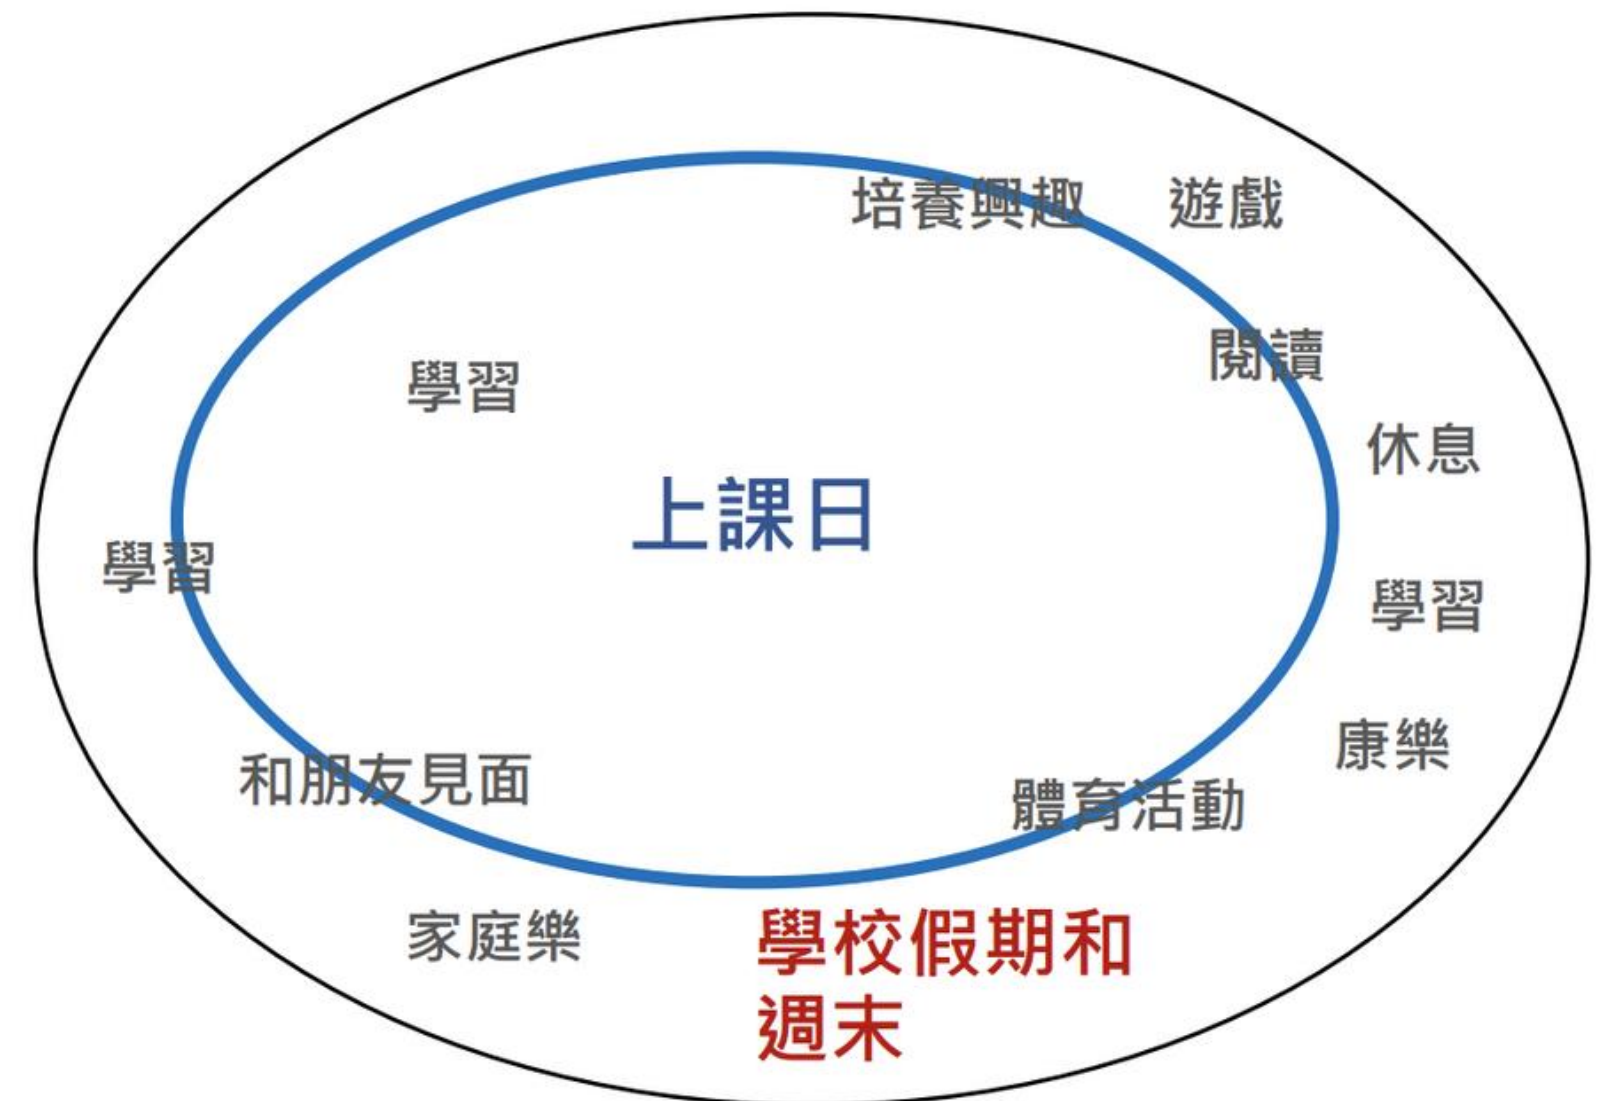 培養興趣
遊戲
閱讀
學習
休息
上課日
學習
學習
康樂
和朋友見面
體育活動
家庭樂
學校假期和
週末